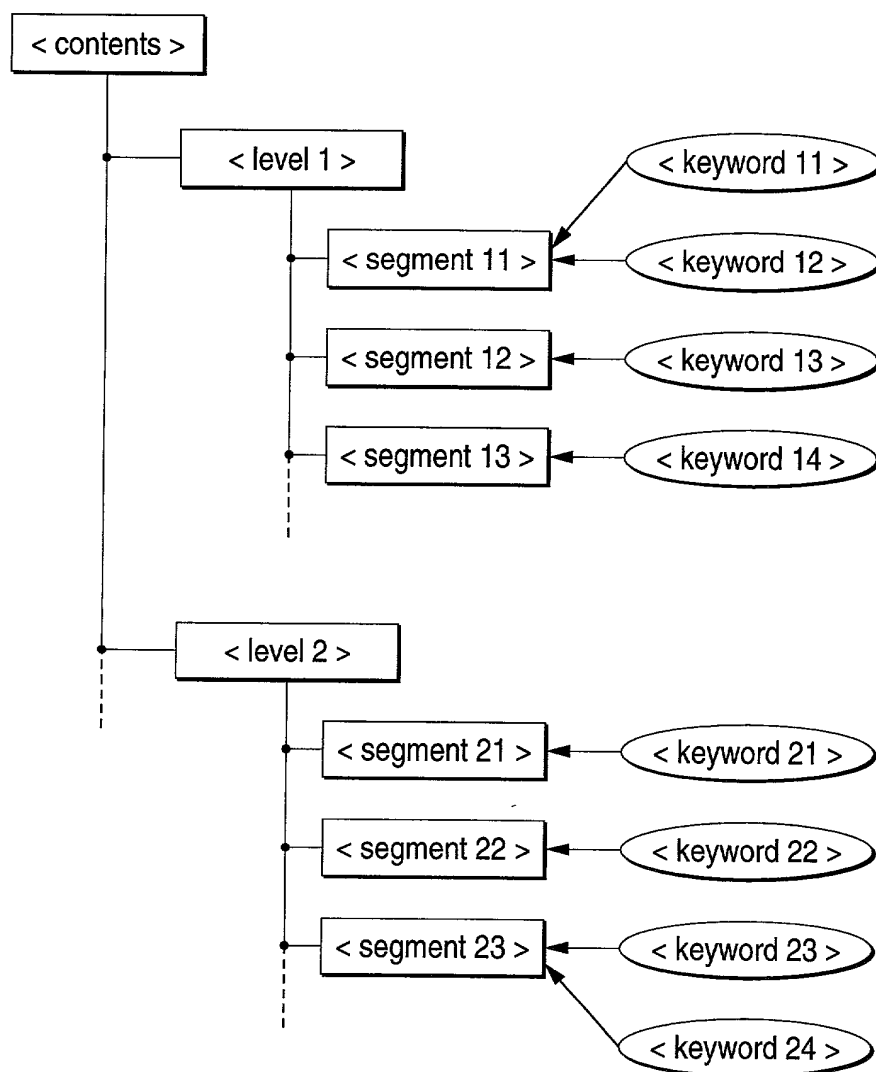 < contents >
< level 1 >
< keyword 11 >
< segment 11 >
< keyword 12 >
< segment 12 >
< keyword 13 >
< segment 13 >
< keyword 14 >
< level 2 >
< segment 21 >
< keyword 21 >
< segment 22 >
< keyword 22 >
< segment 23 >
< keyword 23 >
< keyword 24 >